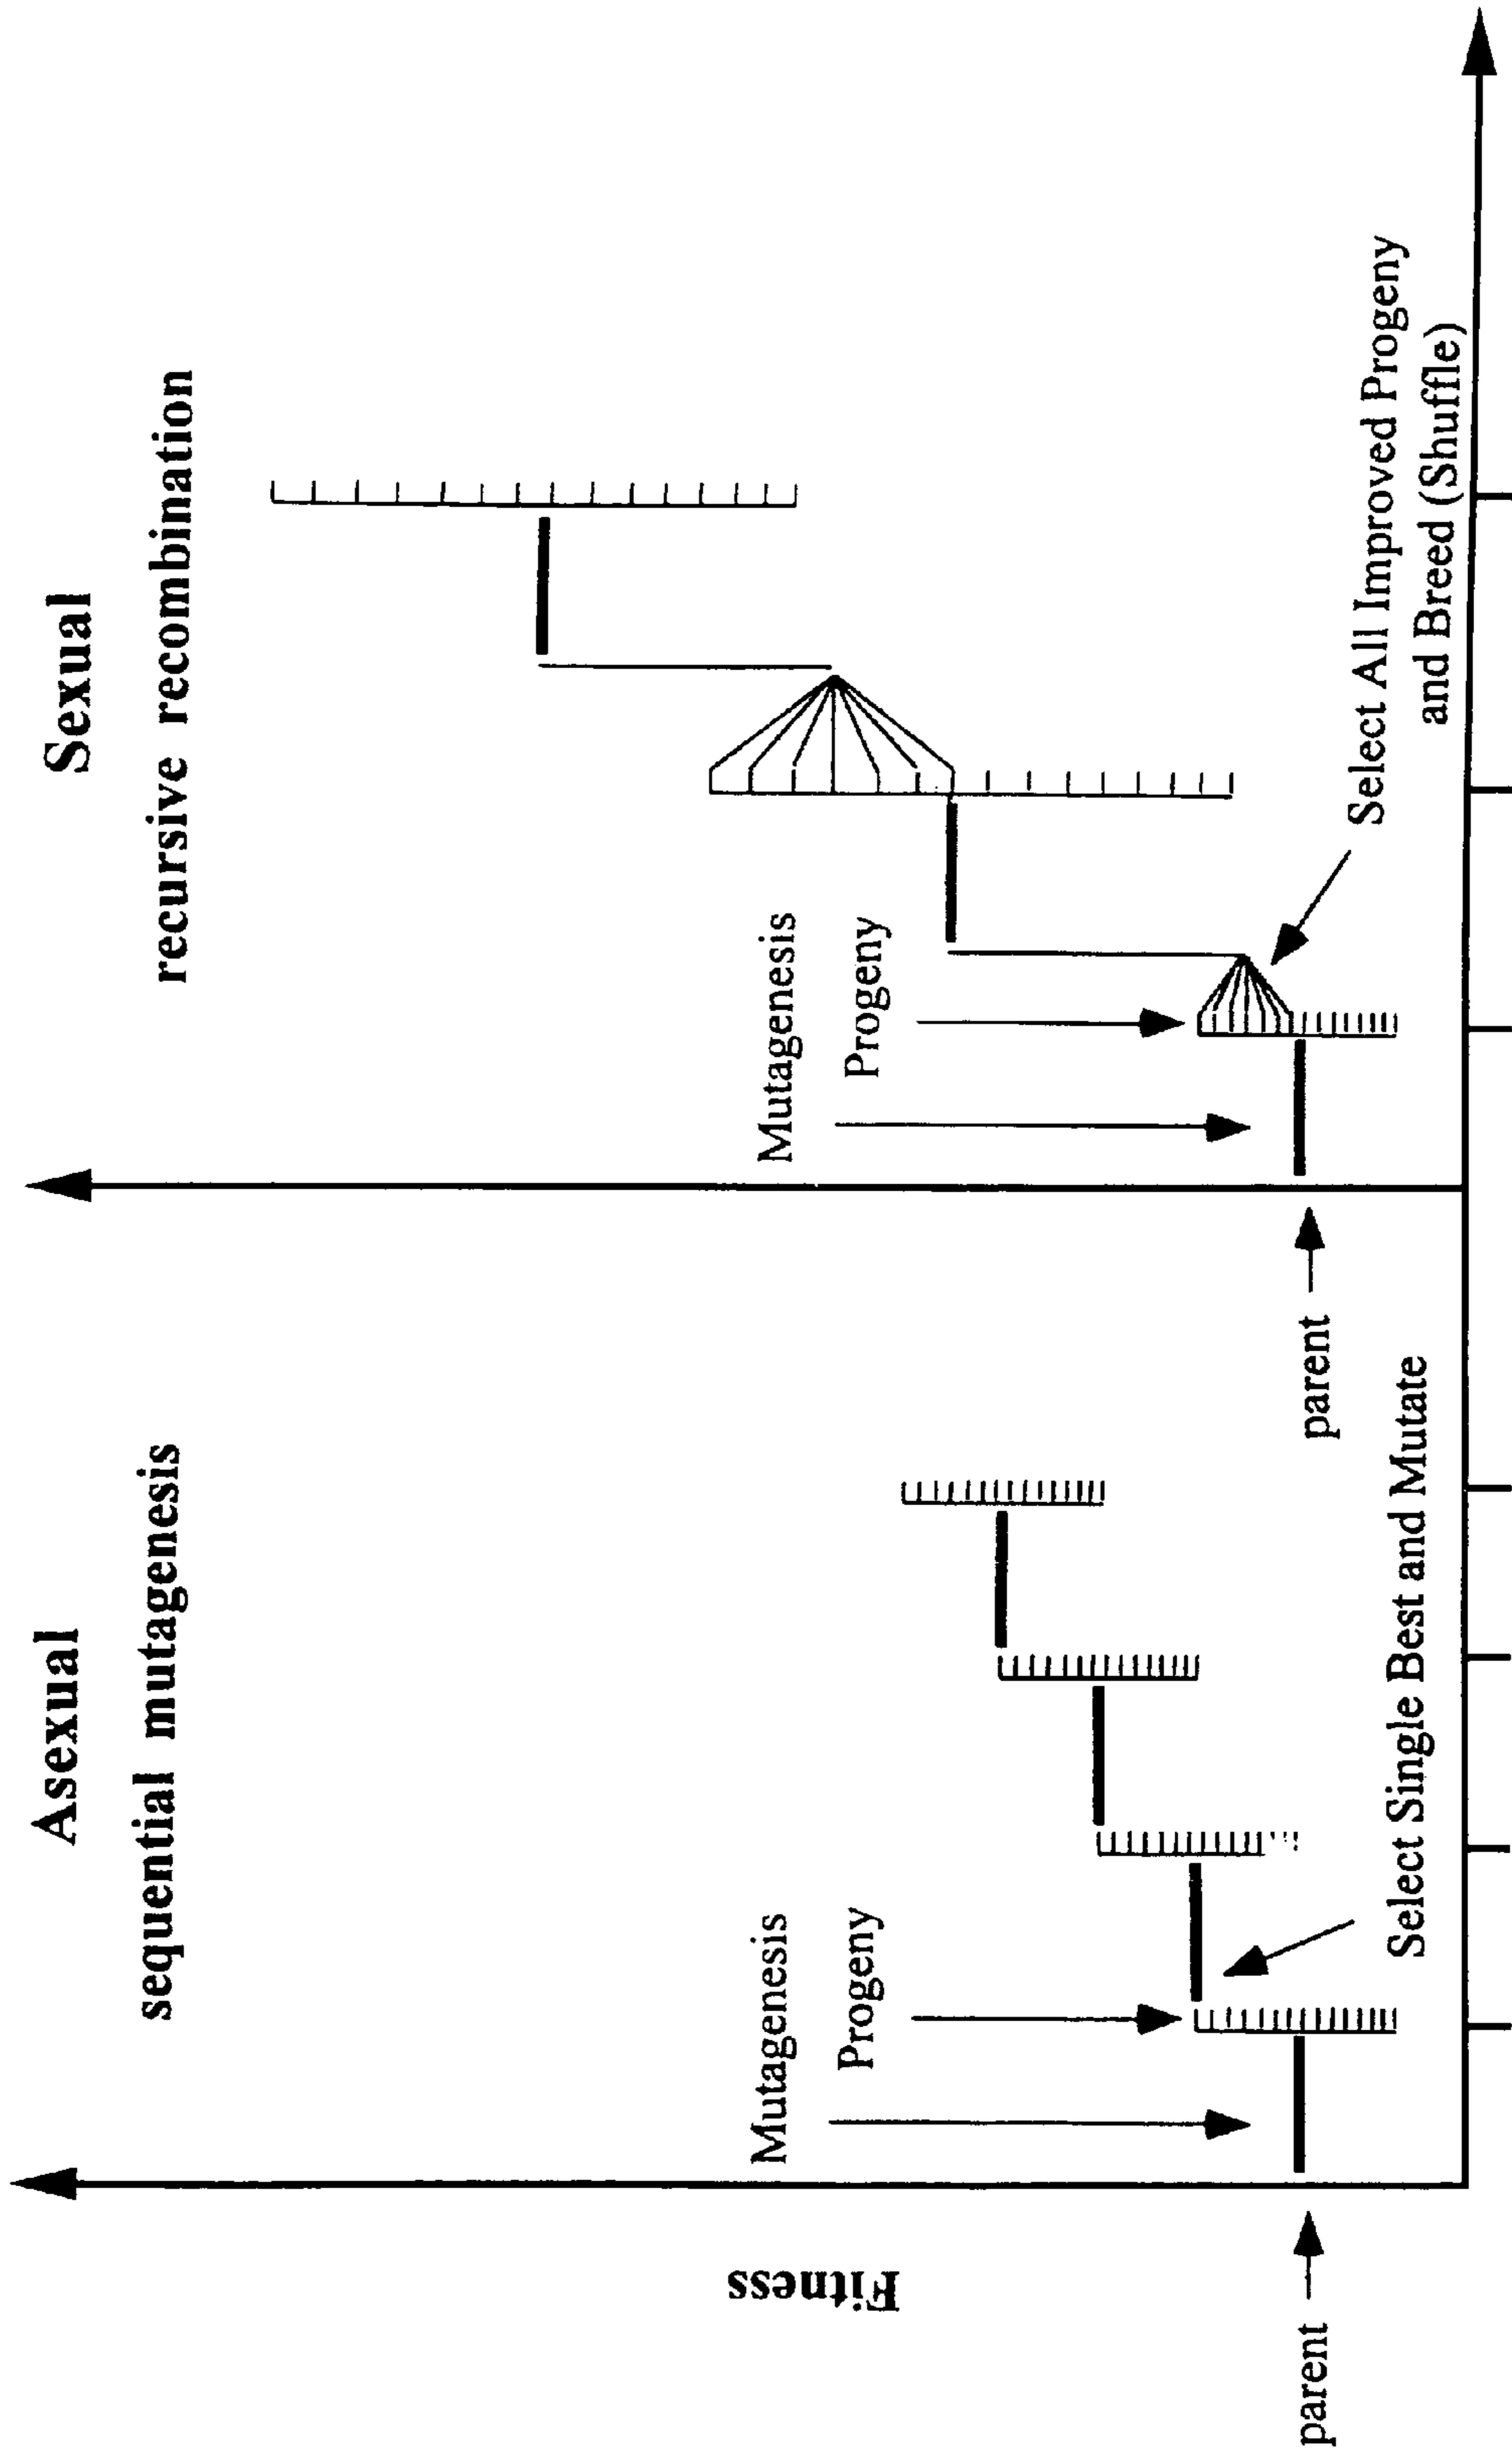 Asexual
sequential mutagenesis
Mutagenesis
Progeny
Select Single Best and Mutate
Fitness
parent
Sexual
recursive recombination
Mutagenesis
Progeny
Select All Improved Progeny
and Breed (Shuffle)
parent